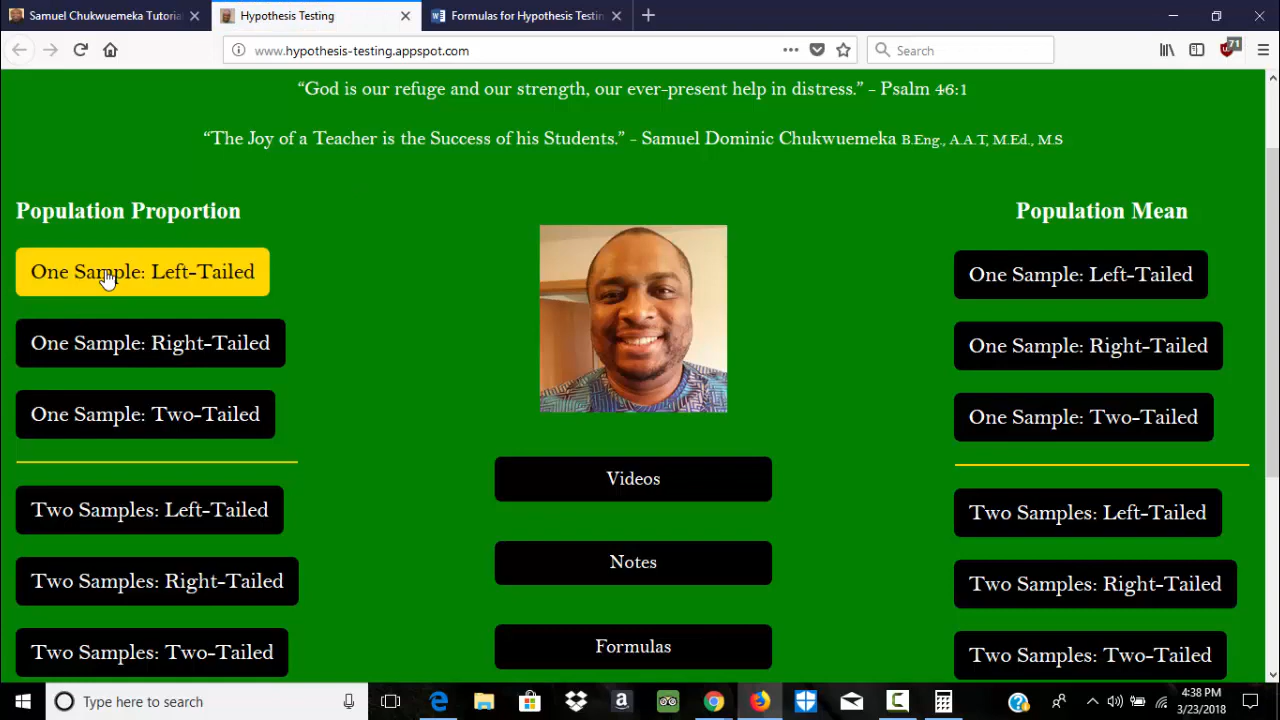 Samuel Chukwuemeka Tutorial
Hypothesis Testing
Formulas for Hypothesis Testin
www.hypothesis-testing.appspot.com
Search
71
“God is our refuge and our strength, our ever-present help in distress.” - Psalm 46:1
“The Joy of a Teacher is the Success of his Students.” - Samuel Dominic Chukwuemeka B.Eng., A.A.T, M.Ed., M.S
Population Proportion
One Sample: Left-Tailed
One Sample: Right-Tailed
One Sample: Two-Tailed
Two Samples: Left-Tailed
Two Samples: Right-Tailed
Two Samples: Two-Tailed
Videos
Notes
Formulas
Population Mean
One Sample: Left-Tailed
One Sample: Right-Tailed
One Sample: Two-Tailed
Two Samples: Left-Tailed
Two Samples: Right-Tailed
Two Samples: Two-Tailed
Type here to search
4:38 PM
3/23/2018